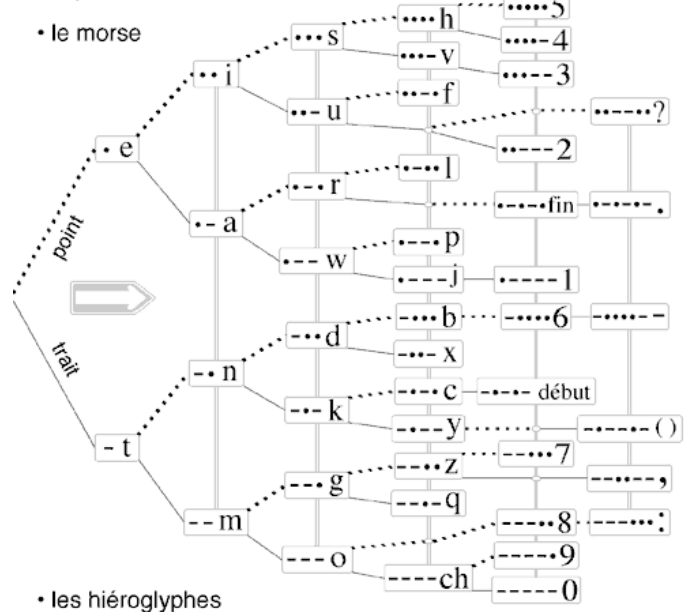 ••••• 5
•••• h
• le morse
••• s
••••– 4
•••– v
•• i
•••–– 3
••–• f
••– u
••––•• ?
• e
••––– 2
•–•• l
•–• r
•–•–• fin
•–•–•– .
•– a
point
•––• p
•–– w
•––– j
•–––– 1
–••• b
–•••• 6
–••••– –
–•• d
–••– x
trait
–• n
–•–• c
–•–•– début
–•– k
–•–– y
–•––•– ( )
– t
––••• 7
––•• z
––••–– ,
––• g
––•– q
–– m
–––•• 8
–––••• :
––– o
––––• 9
–––– ch
––––– 0
• les hiéroglyphes